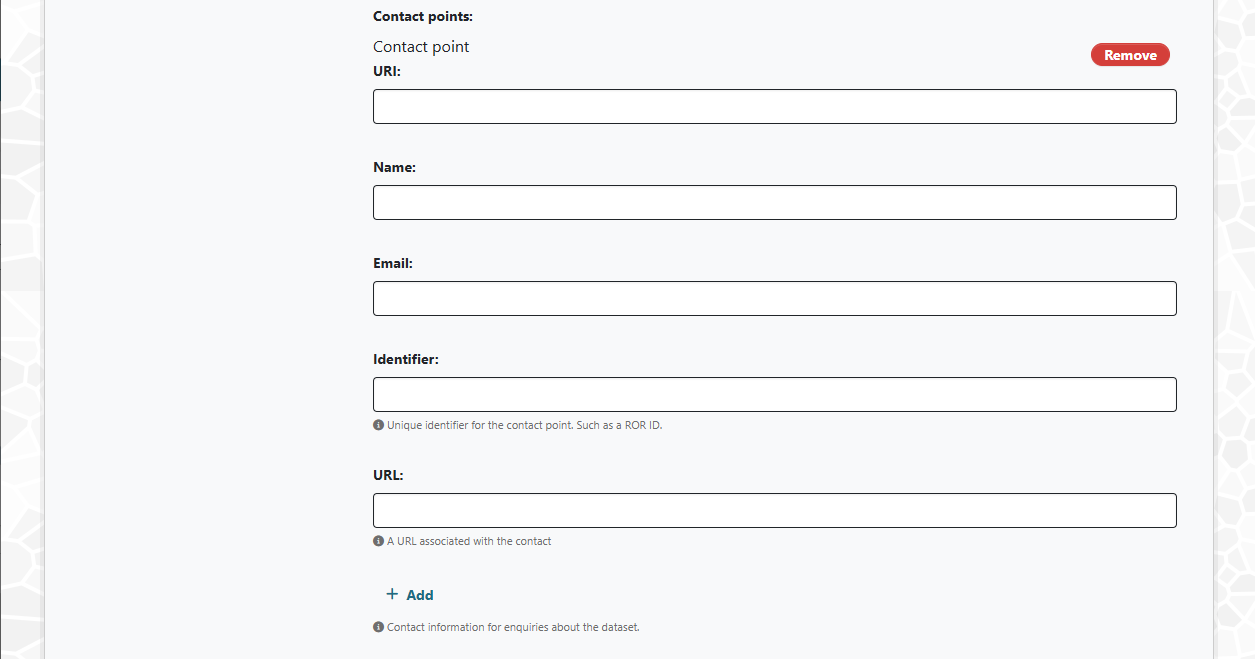 Contact points:
Contact point
Remove
URI:
Name:
Email:
Identifier:
Unique identifier for the contact point. Such as a ROR ID.
URL:
A URL associated with the contact
+ Add
Contact information for enquiries about the dataset.